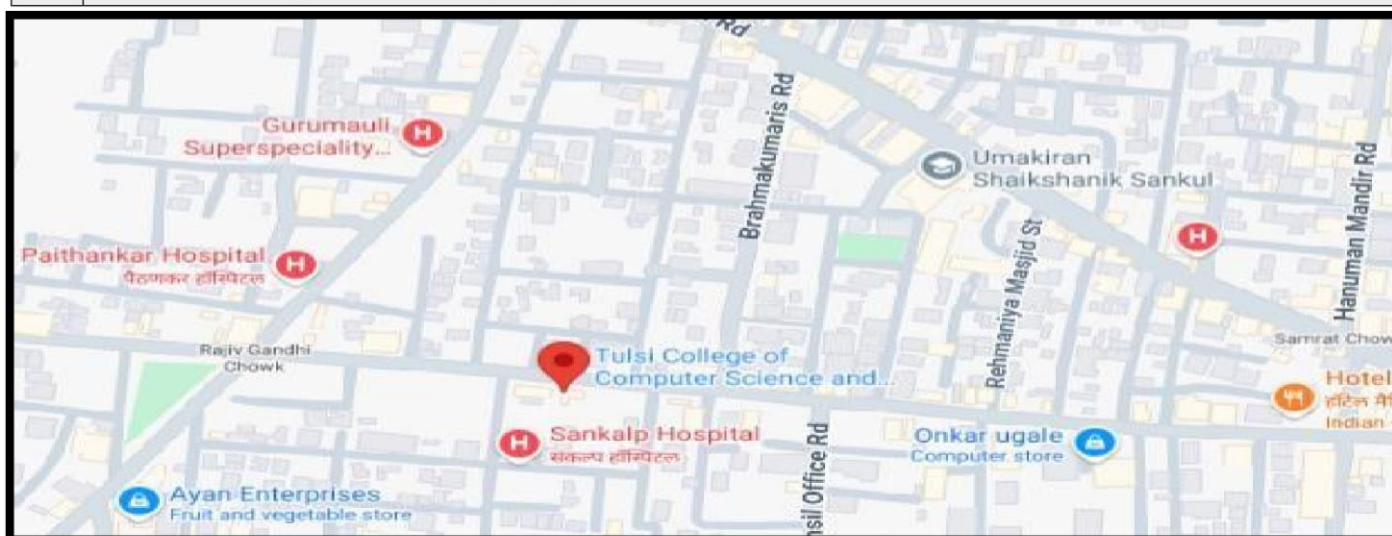 Rd
Brahmakumaris Rd
Gurumauli
Superspeciality...
Umakiran
Shaikshanik Sankul
Hanuman Mandir Rd
Rehmaniya Masjid St
Paithankar Hospital
पैठणकर हॉस्पिटल
Rajiv Gandhi
Chowk
Samrat Chow
Tulsi College of
Computer Science and...
Hotel
हॉटेल
Indian
Sankalp Hospital
संकल्प हॉस्पिटल
Onkar ugale
Computer store
nsil Office Rd
Ayan Enterprises
Fruit and vegetable store